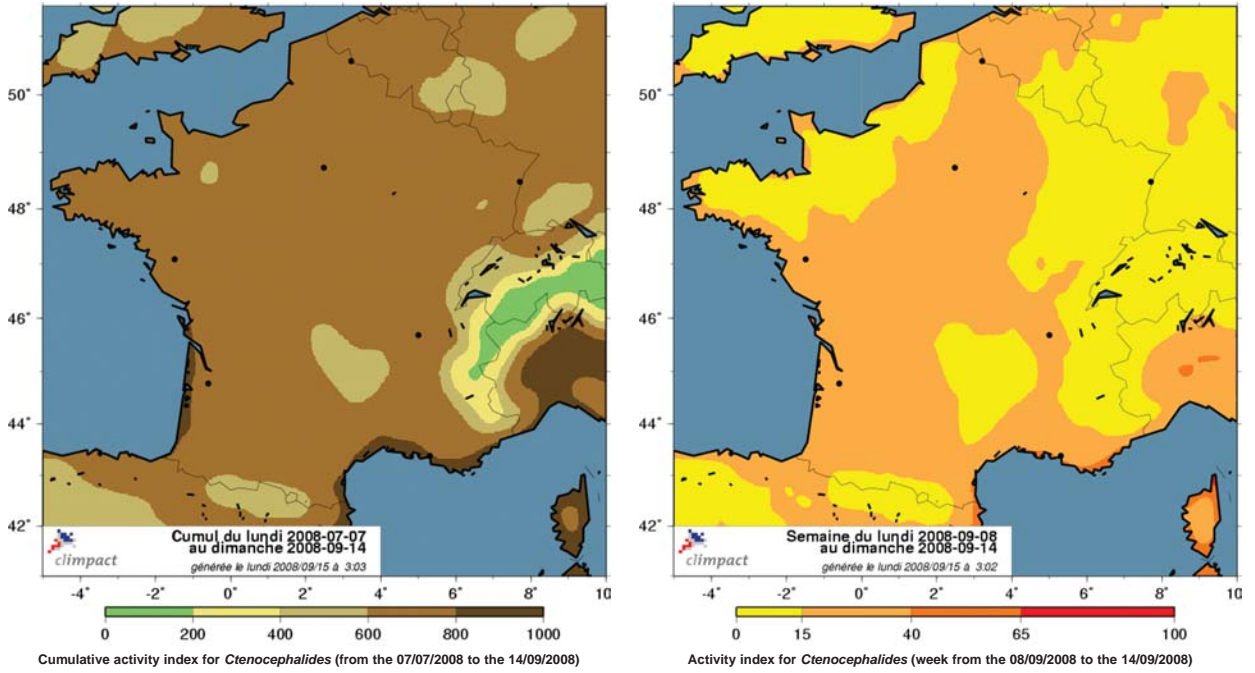 50°
48°
46°
44°
42°
Cumul du lundi 2008-07-07
au dimanche 2008-09-14
climpact
générée le lundi 2008/09/15 à 3:03
-4° -2° 0° 2° 4° 6° 8° 10
0 200 400 600 800 1000
Cumulative activity index for Ctenocephalides (from the 07/07/2008 to the 14/09/2008)
50°
48°
46°
44°
42°
Semaine du lundi 2008-09-08
au dimanche 2008-09-14
climpact
générée le lundi 2008/09/15 à 3:02
-4° -2° 0° 2° 4° 6° 8° 10
0 15 40 65 100
Activity index for Ctenocephalides (week from the 08/09/2008 to the 14/09/2008)